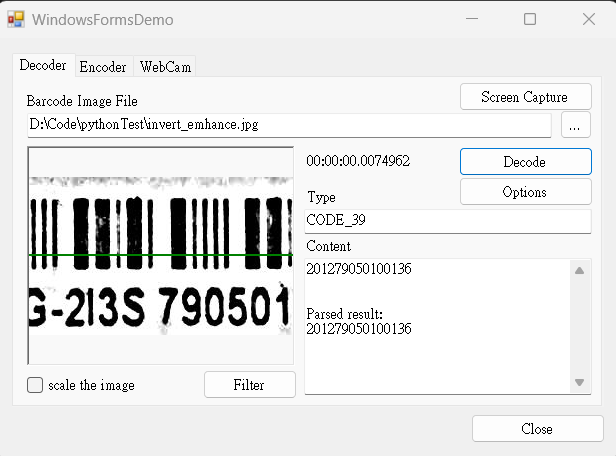 WindowsFormsDemo
Decoder
Encoder
WebCam
Barcode Image File
Screen Capture
D:\Code\pythonTest\invert_emhance.jpg
...
00:00:00.0074962
Decode
Options
Type
CODE_39
Content
201279050100136
Parsed result:
201279050100136
G-2I3S 790501
scale the image
Filter
Close